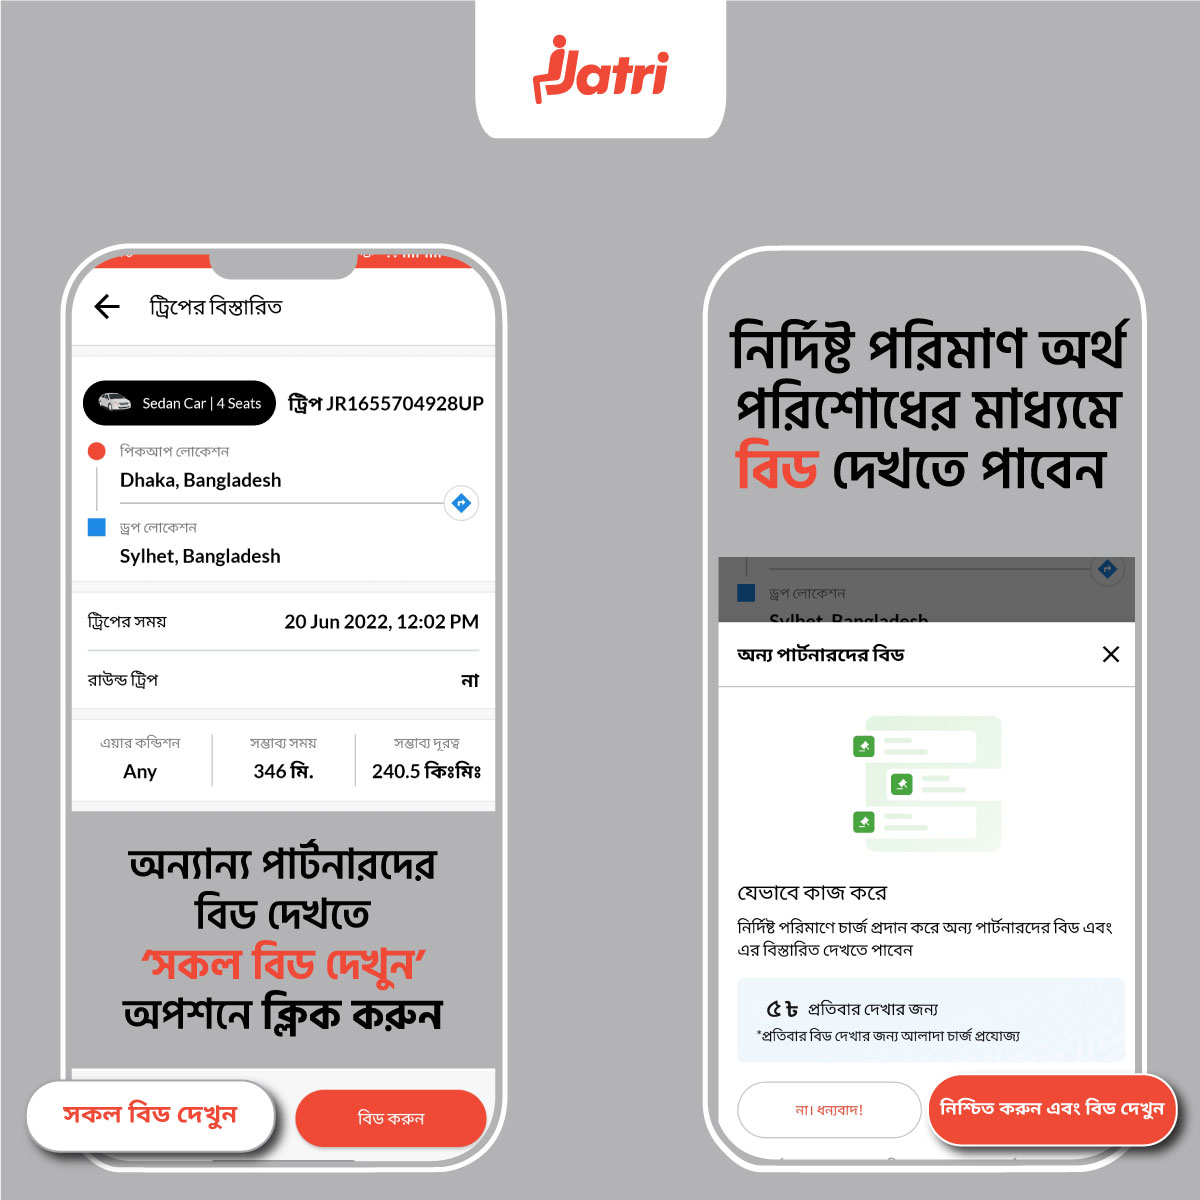 Jatri
ট্রিপের বিস্তারিত
Sedan Car | 4 Seats
ট্রিপ JR1655704928UP
পিকআপ লোকেশন
Dhaka, Bangladesh
ড্রপ লোকেশন
Sylhet, Bangladesh
ট্রিপের সময়
20 Jun 2022, 12:02 PM
রাউন্ড ট্রিপ
না
এয়ার কন্ডিশন
সম্ভাব্য সময়
সম্ভাব্য দূরত্ব
Any
346 মি.
240.5 কিঃমিঃ
অন্যান্য পার্টনারদের
বিড দেখতে
‘সকল বিড দেখুন’
অপশনে ক্লিক করুন
সকল বিড দেখুন
বিড করুন
নির্দিষ্ট পরিমাণ অর্থ
পরিশোধের মাধ্যমে
বিড দেখতে পাবেন
ড্রপ লোকেশন
Sylhet, Bangladesh
অন্য পার্টনারদের বিড
যেভাবে কাজ করে
নির্দিষ্ট পরিমাণে চার্জ প্রদান করে অন্য পার্টনারদের বিড এবং
এর বিস্তারিত দেখতে পাবেন
৫ ৳ প্রতিবার দেখার জন্য
*প্রতিবার বিড দেখার জন্য আলাদা চার্জ প্রযোজ্য
না। ধন্যবাদ!
নিশ্চিত করুন এবং বিড দেখুন